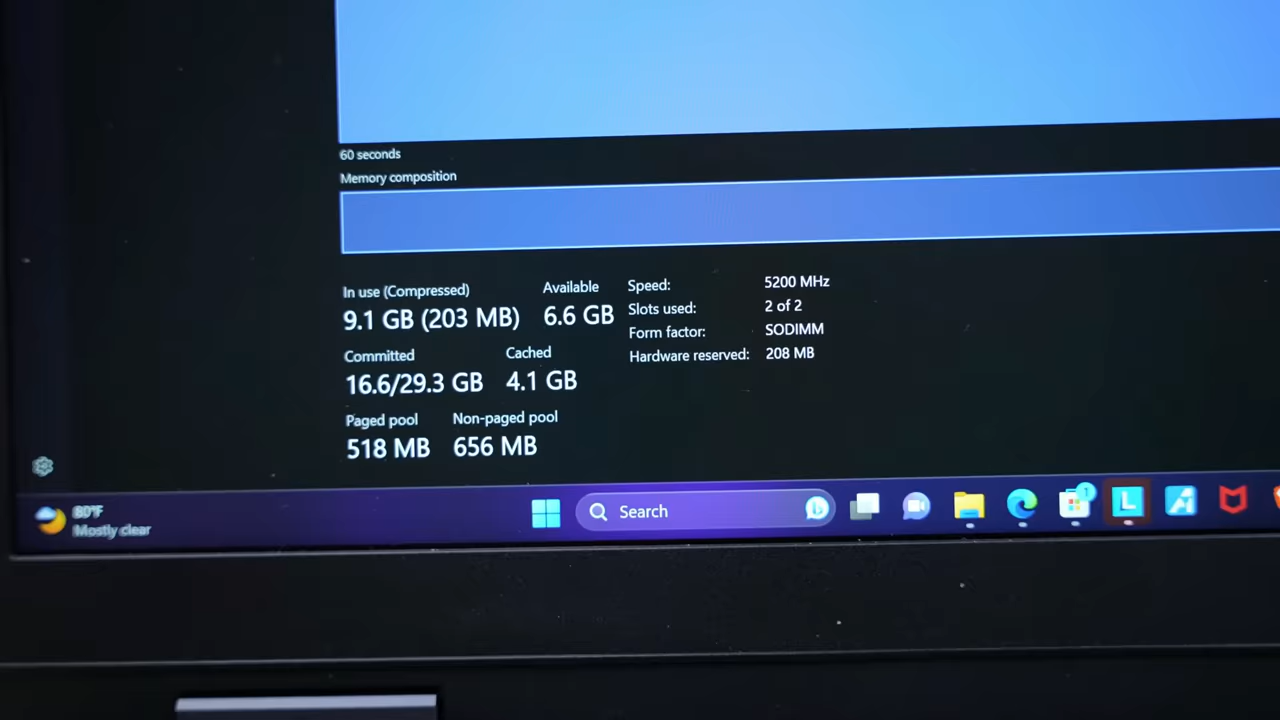 60 seconds
Memory composition
In use (Compressed) Available
9.1 GB (203 MB) 6.6 GB
Committed Cached
16.6/29.3 GB 4.1 GB
Paged pool Non-paged pool
518 MB 656 MB
Speed: 5200 MHz
Slots used: 2 of 2
Form factor: SODIMM
Hardware reserved: 208 MB
80°F
Mostly clear
Search
1
L